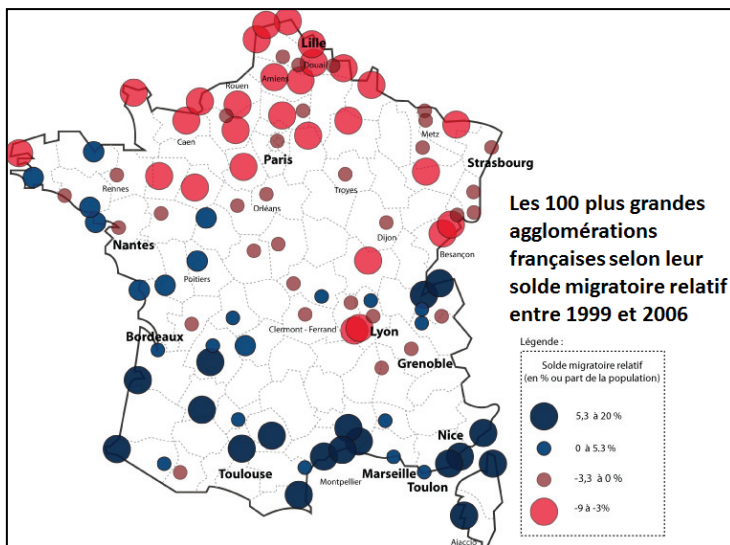 Lille
Douai
Rouen
Amiens
Caen
Metz
Paris
Strasbourg
Rennes
Troyes
Orléans
Nantes
Dijon
Besançon
Poitiers
Clermont - Ferrand
Lyon
Bordeaux
Grenoble
Nice
Toulouse
Montpellier
Marseille
Toulon
Ajaccio
Les 100 plus grandes
agglomérations
françaises selon leur
solde migratoire relatif
entre 1999 et 2006
Légende :
Solde migratoire relatif
(en % ou part de la population)
5,3 à 20 %
0 à 5.3 %
-3,3 à 0 %
-9 à -3%